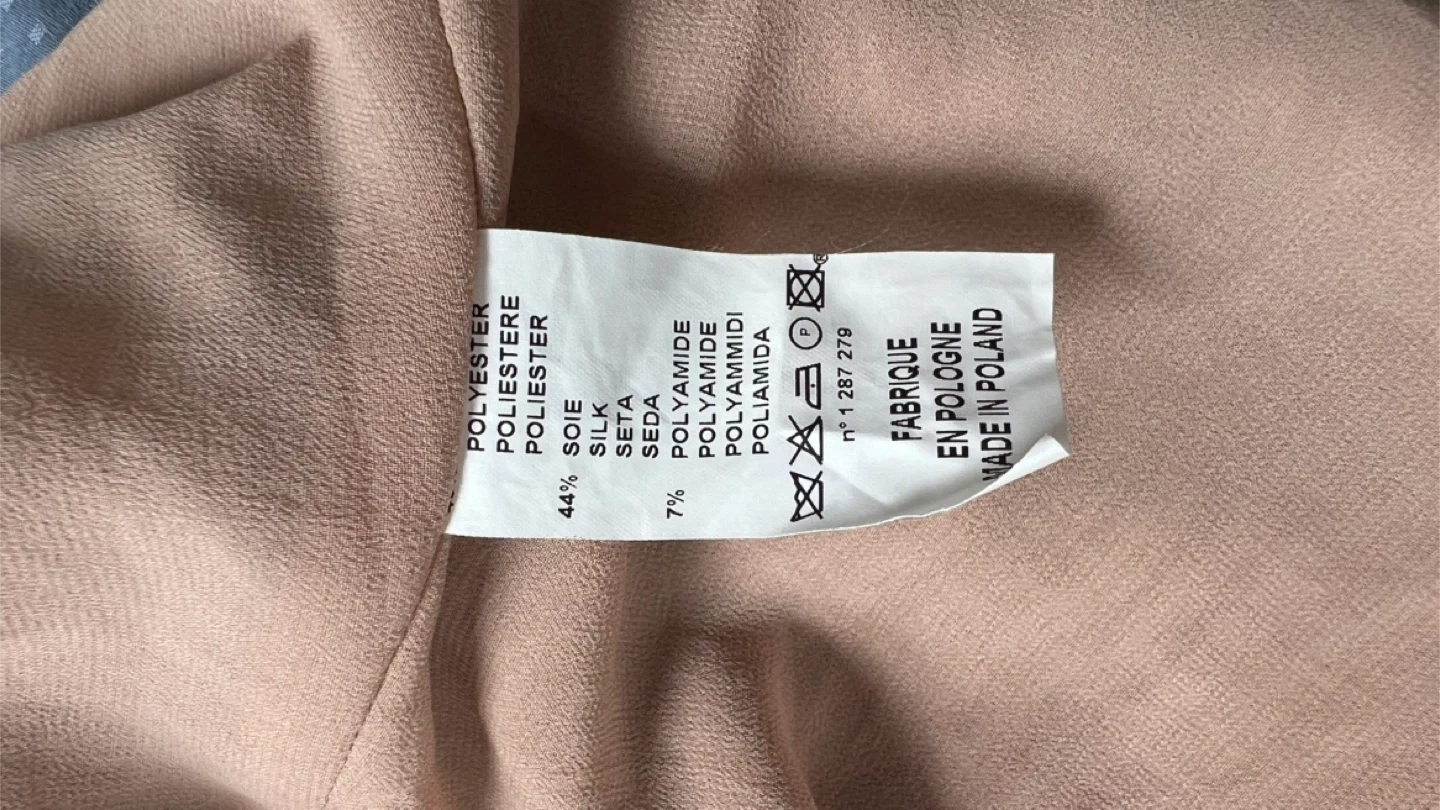 POLYESTER
POLIESTERE
POLIESTER
44% SOIE
SILK
SETA
SEDA
7% POLYAMIDE
POLYAMIDE
POLYAMMIDI
POLIAMIDA
P
n° 1 287 279
FABRIQUE
EN POLOGNE
MADE IN POLAND